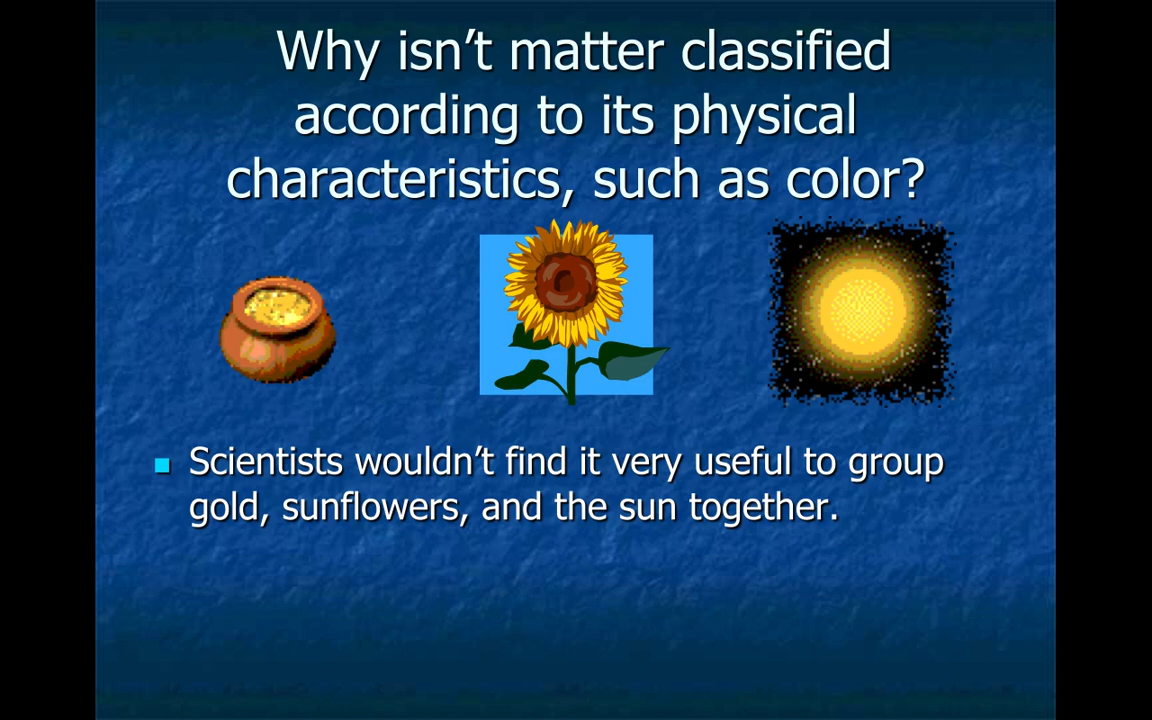 Why isn’t matter classified
according to its physical
characteristics, such as color?
Scientists wouldn’t find it very useful to group
gold, sunflowers, and the sun together.